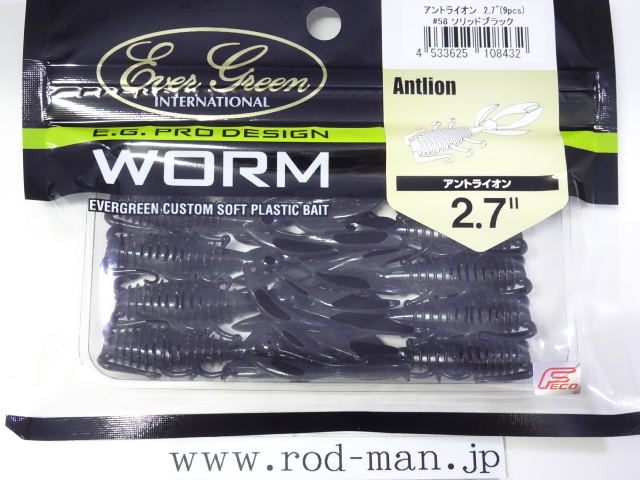 アントライオン 2.7"(9pcs)
#58 ソリッドブラック
4 533625 108432
Ever Green
INTERNATIONAL
Antlion
E.G. PRO DESIGN
WORM
EVERGREEN CUSTOM SOFT PLASTIC BAIT
アントライオン
2.7"
FECO
www.rod-man.jp